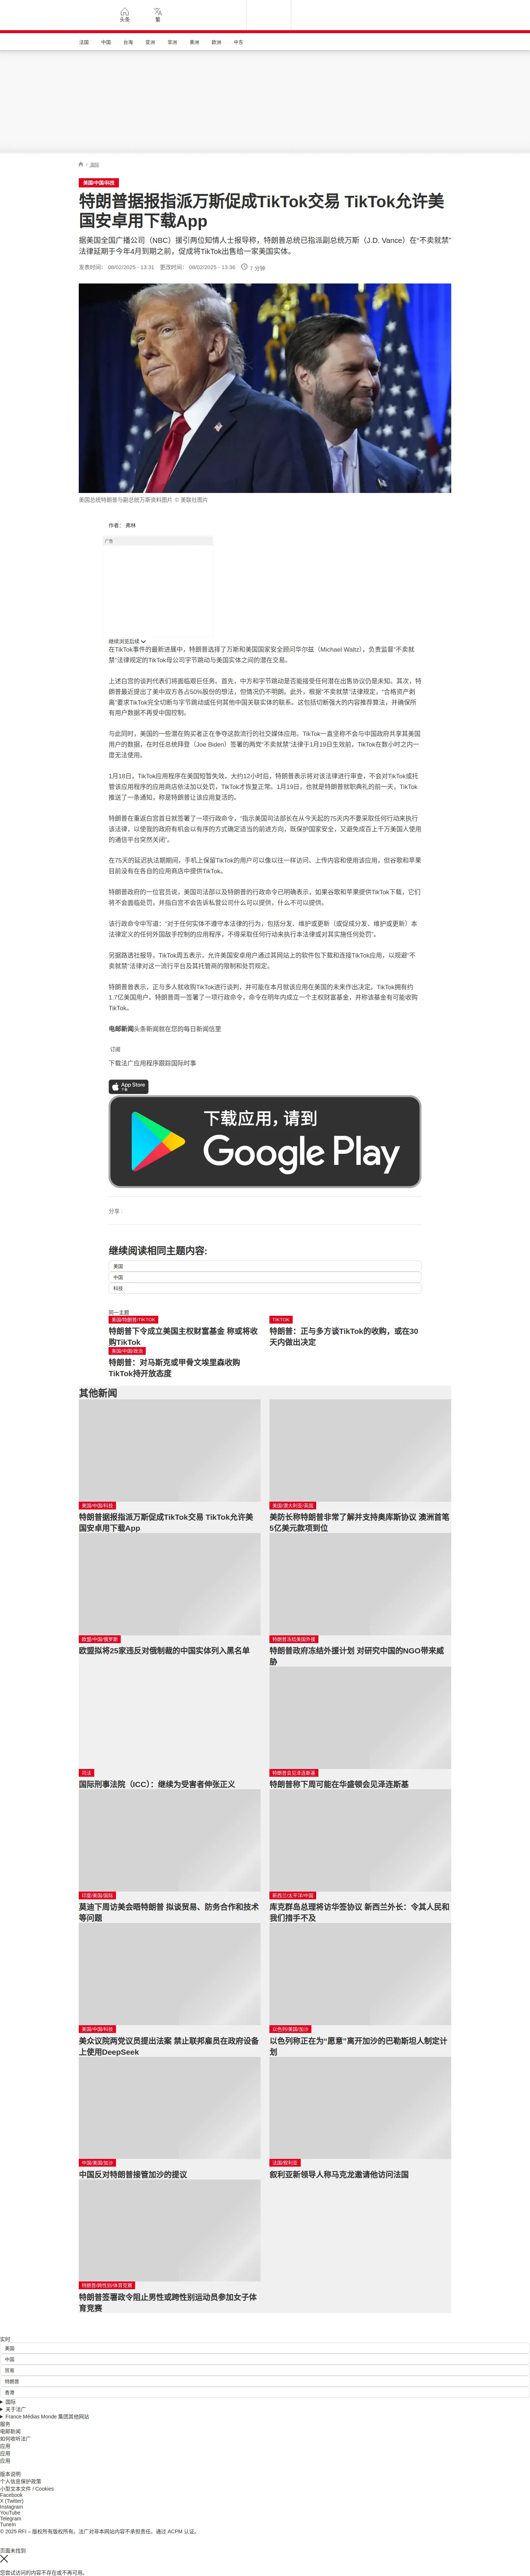 头条
繁
法国
中国
台海
亚洲
非洲
美洲
欧洲
中东
/ 国际
美国/中国/科技
特朗普据报指派万斯促成TikTok交易 TikTok允许美
国安卓用下载App
据美国全国广播公司（NBC）援引两位知情人士报导称，特朗普总统已指派副总统万斯（J.D. Vance）在“不卖就禁”
法律延期于今年4月到期之前，促成将TikTok出售给一家美国实体。
发表时间： 08/02/2025 - 13:31 更改时间： 08/02/2025 - 13:36 7 分钟
美国总统特朗普与副总统万斯资料图片 © 美联社图片
作者： 弗林
广告
继续浏览后续
在TikTok事件的最新进展中，特朗普选择了万斯和美国国家安全顾问华尔兹（Michael Waltz），负责监督“不卖就
禁”法律规定的TikTok母公司字节跳动与美国实体之间的潜在交易。
上述白宫的谈判代表们将面临艰巨任务。首先，中方和字节跳动是否能接受任何潜在出售协议仍是未知。其次，特
朗普最近提出了美中双方各占50%股份的想法，但情况仍不明朗。此外，根据“不卖就禁”法律规定，“合格资产剥
离”要求TikTok完全切断与字节跳动或任何其他中国关联实体的联系。这包括切断强大的内容推荐算法，并确保所
有用户数据不再受中国控制。
与此同时，美国的一些潜在购买者正在争夺这款流行的社交媒体应用。TikTok一直坚称不会与中国政府共享其美国
用户的数据，在时任总统拜登（Joe Biden）签署的两党“不卖就禁”法律于1月19日生效前，TikTok在数小时之内一
度无法使用。
1月18日，TikTok应用程序在美国短暂失效。大约12小时后，特朗普表示将对该法律进行审查，不会对TikTok或托
管该应用程序的应用商店依法加以处罚，TikTok才恢复正常。1月19日，也就是特朗普就职典礼的前一天，TikTok
推送了一条通知，称是特朗普让该应用复活的。
特朗普在重返白宫首日就签署了一项行政命令，“指示美国司法部长在从今天起的75天内不要采取任何行动来执行
该法律，以便我的政府有机会以有序的方式确定适当的前进方向，既保护国家安全，又避免成百上千万美国人使用
的通信平台突然关闭”。
在75天的延迟执法期期间，手机上保留TikTok的用户可以像以往一样访问、上传内容和使用该应用，但谷歌和苹果
目前没有在各自的应用商店中提供TikTok。
特朗普政府的一位官员说，美国司法部以及特朗普的行政命令已明确表示，如果谷歌和苹果提供TikTok下载，它们
将不会面临处罚，并指白宫不会告诉私营公司什么可以提供，什么不可以提供。
该行政命令中写道：“对于任何实体不遵守本法律的行为，包括分发、维护或更新（或促成分发、维护或更新）本
法律定义的任何外国敌手控制的应用程序，不得采取任何行动来执行本法律或对其实施任何处罚”。
另据路透社报导，TikTok周五表示，允许美国安卓用户通过其网站上的软件包下载和连接TikTok应用，以规避“不
卖就禁”法律对这一流行平台及其托管商的限制和处罚规定。
特朗普曾表示，正与多人就收购TikTok进行谈判，并可能在本月就该应用在美国的未来作出决定。TikTok拥有约
1.7亿美国用户。特朗普周一签署了一项行政命令，命令在明年内成立一个主权财富基金，并称该基金有可能收购
TikTok。
电邮新闻头条新闻就在您的每日新闻信里
订阅
下载法广应用程序跟踪国际时事
App Store
下载
下载应用，请到
Google Play
分享 :
继续阅读相同主题内容:
美国
中国
科技
同一主题
美国/特朗普/TIKTOK
特朗普下令成立美国主权财富基金 称或将收
购TikTok
TIKTOK
特朗普：正与多方谈TikTok的收购，或在30
天内做出决定
美国/中国/政治
特朗普：对马斯克或甲骨文埃里森收购
TikTok持开放态度
其他新闻
美国/中国/科技
特朗普据报指派万斯促成TikTok交易 TikTok允许美
国安卓用下载App
美国/澳大利亚/英国
美防长称特朗普非常了解并支持奥库斯协议 澳洲首笔
5亿美元款项到位
欧盟/中国/俄罗斯
欧盟拟将25家违反对俄制裁的中国实体列入黑名单
特朗普冻结美国外援
特朗普政府冻结外援计划 对研究中国的NGO带来威
胁
司法
国际刑事法院（ICC）：继续为受害者伸张正义
特朗普会见泽连斯基
特朗普称下周可能在华盛顿会见泽连斯基
印度/美国/国际
莫迪下周访美会晤特朗普 拟谈贸易、防务合作和技术
等问题
新西兰/太平洋/中国
库克群岛总理将访华签协议 新西兰外长：令其人民和
我们措手不及
美国/中国/科技
美众议院两党议员提出法案 禁止联邦雇员在政府设备
上使用DeepSeek
以色列/美国/加沙
以色列称正在为“愿意”离开加沙的巴勒斯坦人制定计
划
中国/美国/加沙
中国反对特朗普接管加沙的提议
法国/叙利亚
叙利亚新领导人称马克龙邀请他访问法国
特朗普/跨性别/体育竞赛
特朗普签署政令阻止男性或跨性别运动员参加女子体
育竞赛
实时
美国
中国
贸易
特朗普
香港
国际
关于法广
France Médias Monde 集团其他网站
服务
电邮新闻
如何收听法广
应用
应用
应用
版本说明
个人信息保护政策
小型文本文件 / Cookies
Facebook
X (Twitter)
Instagram
YouTube
Telegram
TuneIn
© 2025 RFI – 版权所有版权所有。法广对非本网站内容不承担责任。通过 ACPM 认证。
页面未找到
您尝试访问的内容不存在或不再可用。